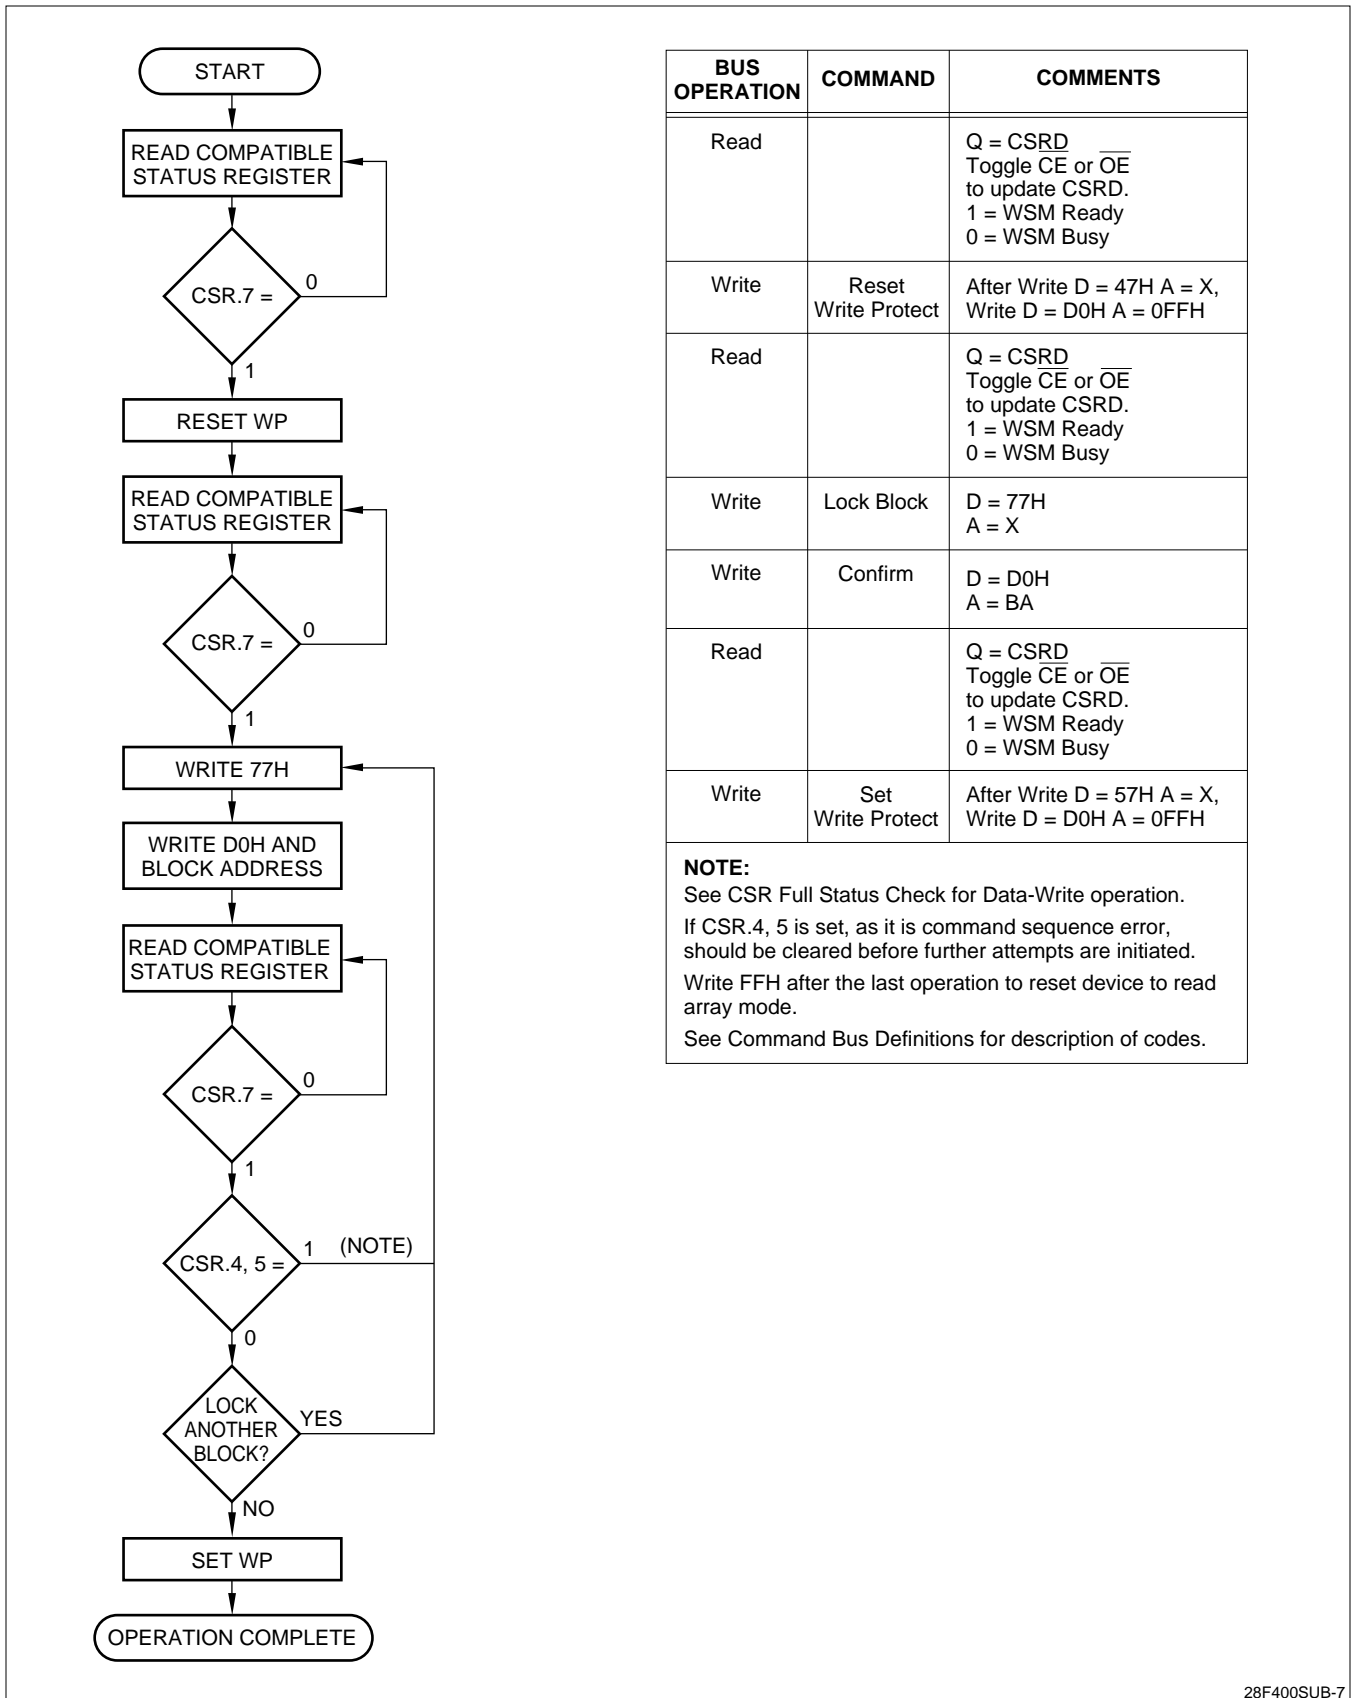 START
READ COMPATIBLE
STATUS REGISTER
CSR.7 =
0
1
RESET WP
READ COMPATIBLE
STATUS REGISTER
CSR.7 =
0
1
WRITE 77H
WRITE D0H AND
BLOCK ADDRESS
READ COMPATIBLE
STATUS REGISTER
CSR.7 =
0
1
CSR.4, 5 =
1 (NOTE)
0
LOCK
ANOTHER
BLOCK?
YES
NO
SET WP
OPERATION COMPLETE
BUS
OPERATION
COMMAND
COMMENTS
Read
Q = CSRD
Toggle C̅E̅ or O̅E̅
to update CSRD.
1 = WSM Ready
0 = WSM Busy
Write
Reset
Write Protect
After Write D = 47H A = X,
Write D = D0H A = 0FFH
Read
Q = CSRD
Toggle C̅E̅ or O̅E̅
to update CSRD.
1 = WSM Ready
0 = WSM Busy
Write
Lock Block
D = 77H
A = X
Write
Confirm
D = D0H
A = BA
Read
Q = CSRD
Toggle C̅E̅ or O̅E̅
to update CSRD.
1 = WSM Ready
0 = WSM Busy
Write
Set
Write Protect
After Write D = 57H A = X,
Write D = D0H A = 0FFH
NOTE:
See CSR Full Status Check for Data-Write operation.
If CSR.4, 5 is set, as it is command sequence error,
should be cleared before further attempts are initiated.
Write FFH after the last operation to reset device to read
array mode.
See Command Bus Definitions for description of codes.
28F400SUB-7